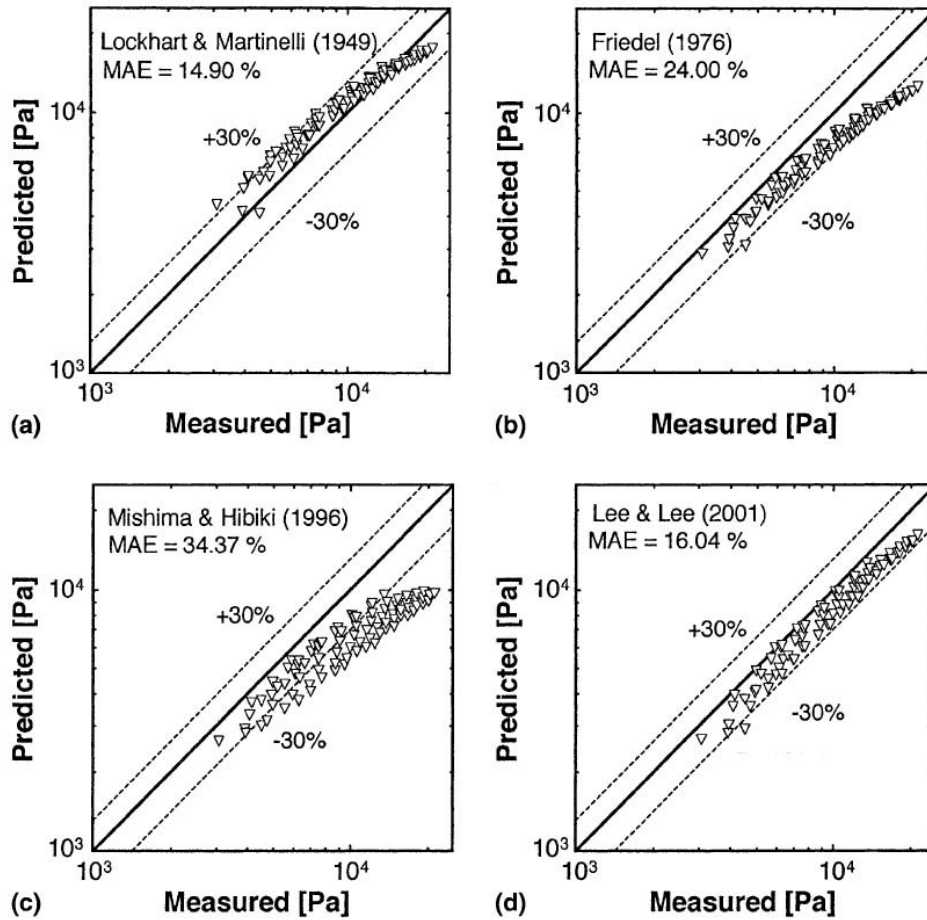 Lockhart & Martinelli (1949)
MAE = 14.90 %
+30%
-30%
10⁴
10³
10³
10⁴
Predicted [Pa]
Measured [Pa]
(a)
Friedel (1976)
MAE = 24.00 %
+30%
-30%
10⁴
10³
10³
10⁴
Predicted [Pa]
Measured [Pa]
(b)
Mishima & Hibiki (1996)
MAE = 34.37 %
+30%
-30%
10⁴
10³
10³
10⁴
Predicted [Pa]
Measured [Pa]
(c)
Lee & Lee (2001)
MAE = 16.04 %
+30%
-30%
10⁴
10³
10³
10⁴
Predicted [Pa]
Measured [Pa]
(d)